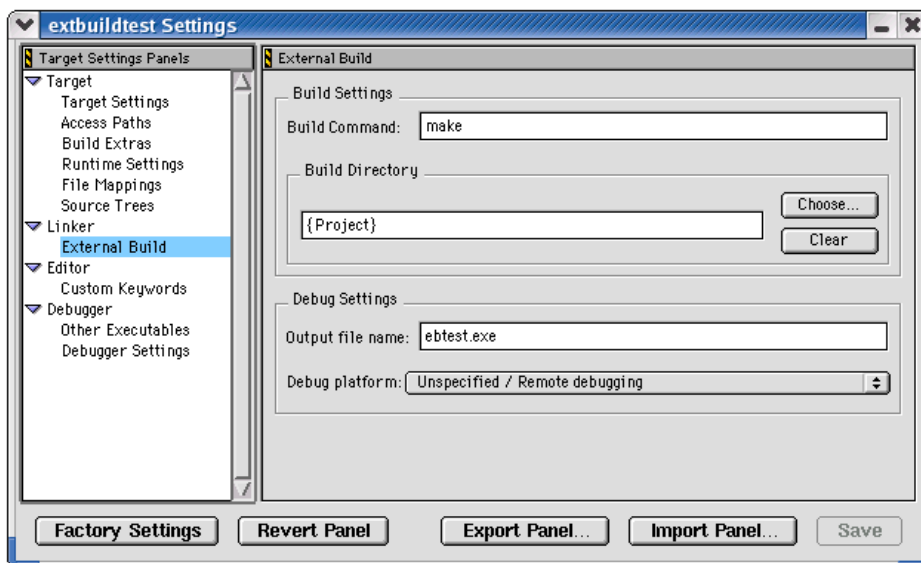 extbuildtest Settings
Target Settings Panels
Target
Target Settings
Access Paths
Build Extras
Runtime Settings
File Mappings
Source Trees
Linker
External Build
Editor
Custom Keywords
Debugger
Other Executables
Debugger Settings
External Build
Build Settings
Build Command: make
Build Directory
{Project}
Choose...
Clear
Debug Settings
Output file name: ebtest.exe
Debug platform: Unspecified / Remote debugging
Factory Settings Revert Panel Export Panel... Import Panel... Save